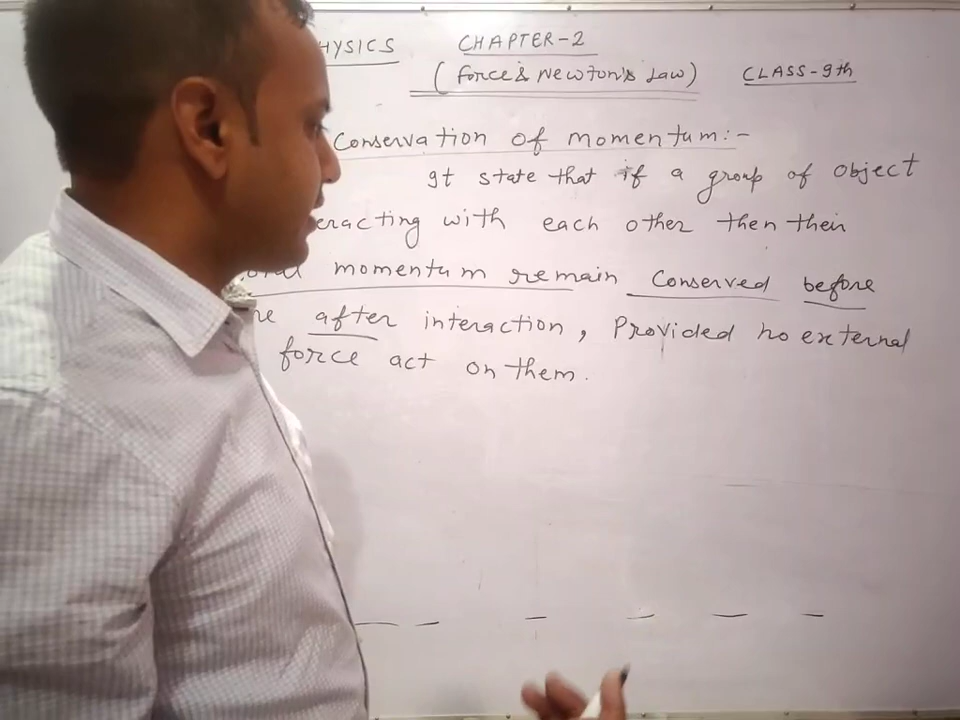 HYSICS CHAPTER-2
(Force & Newton's Law) CLASS-9th
Conservation of momentum:-
It state that if a group of object
eracting with each other then their
momentum remain Conserved before
after interaction, Provided no external
force act on them.